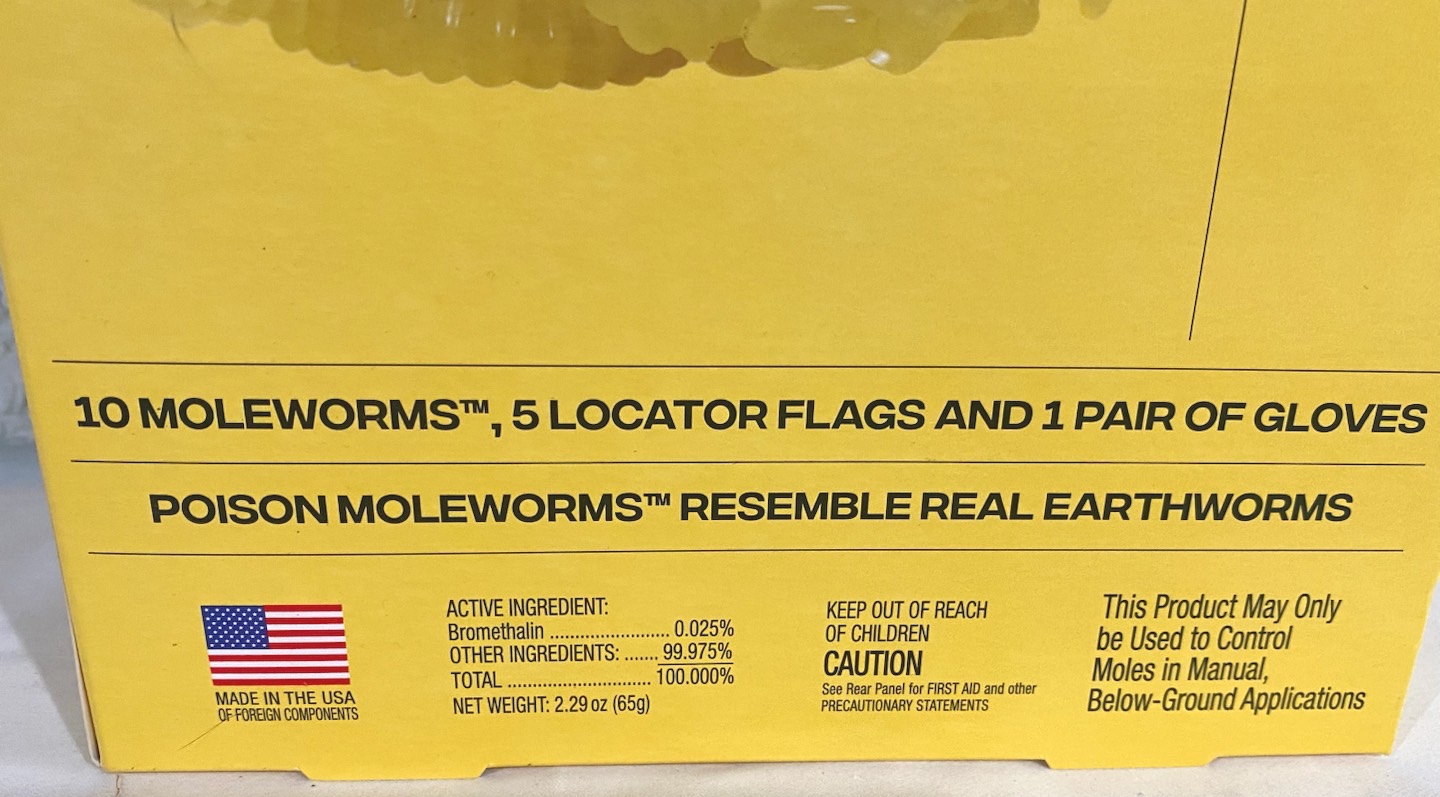 10 MOLEWORMS™, 5 LOCATOR FLAGS AND 1 PAIR OF GLOVES
POISON MOLEWORMS™ RESEMBLE REAL EARTHWORMS
MADE IN THE USA
OF FOREIGN COMPONENTS
ACTIVE INGREDIENT:
Bromethalin ........................ 0.025%
OTHER INGREDIENTS: ....... 99.975%
TOTAL ............................. 100.000%
NET WEIGHT: 2.29 oz (65g)
KEEP OUT OF REACH
OF CHILDREN
CAUTION
See Rear Panel for FIRST AID and other
PRECAUTIONARY STATEMENTS
This Product May Only
be Used to Control
Moles in Manual,
Below-Ground Applications